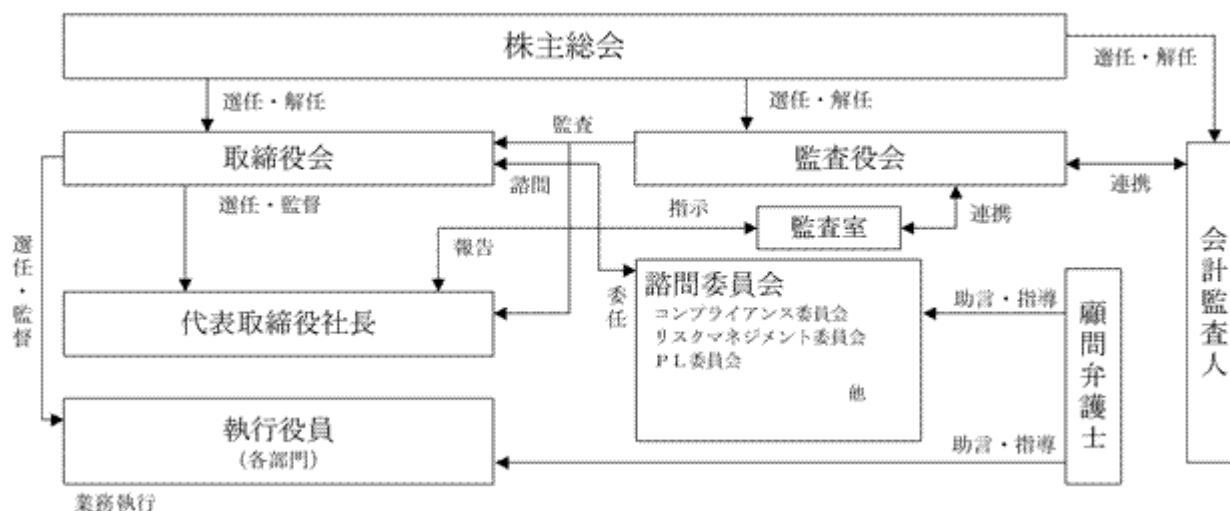 株主総会
選任・解任
選任・解任
選任・解任
監査
取締役会
監査役会
諮問
連携
選任・監督
指示
監査室
連携
報告
選任・監督
会計監査人
諮問委員会
コンプライアンス委員会
リスクマネジメント委員会
PL委員会
他
委任
助言・指導
顧問弁護士
代表取締役社長
執行役員
(各部門)
助言・指導
業務執行